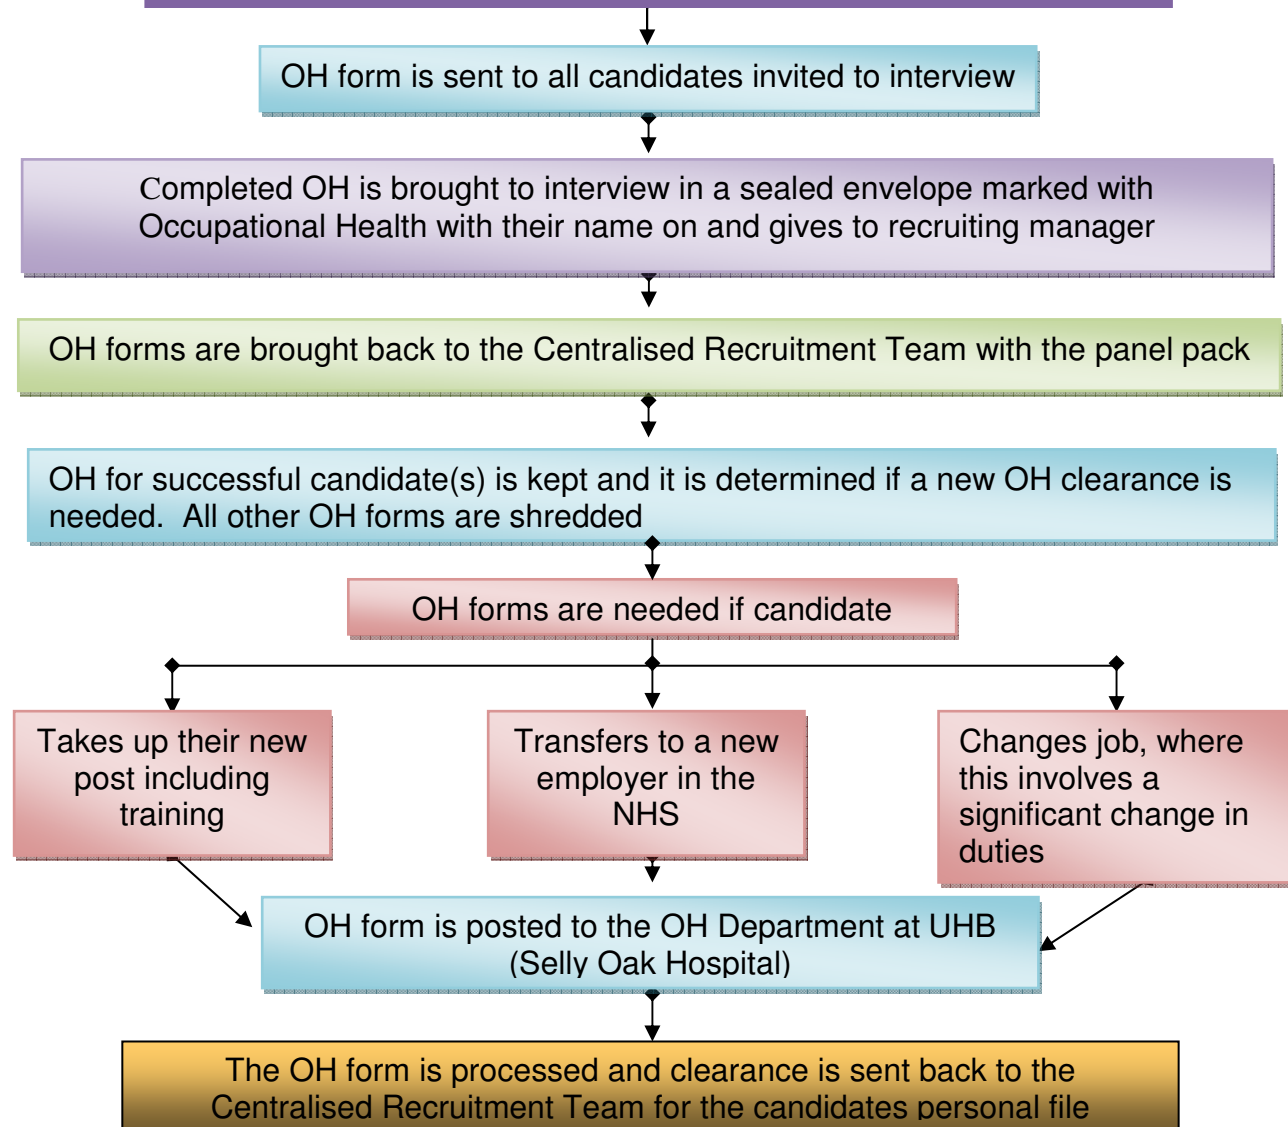 OH form is sent to all candidates invited to interview
Completed OH is brought to interview in a sealed envelope marked with
Occupational Health with their name on and gives to recruiting manager
OH forms are brought back to the Centralised Recruitment Team with the panel pack
OH for successful candidate(s) is kept and it is determined if a new OH clearance is
needed.  All other OH forms are shredded
OH forms are needed if candidate
Takes up their new
post including
training
Transfers to a new
employer in the
NHS
Changes job, where
this involves a
significant change in
duties
OH form is posted to the OH Department at UHB
(Selly Oak Hospital)
The OH form is processed and clearance is sent back to the
Centralised Recruitment Team for the candidates personal file